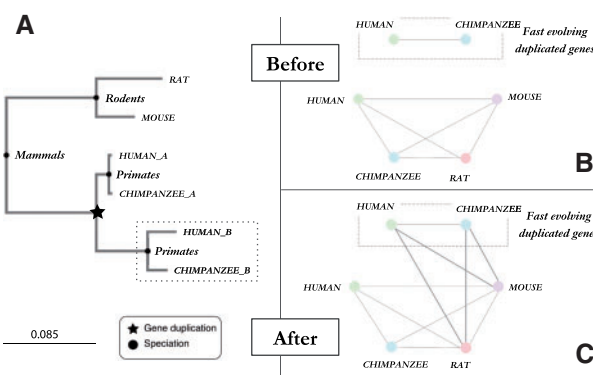 A
RAT
Rodents
MOUSE
Mammals
HUMAN_A
Primates
CHIMPANZEE_A
HUMAN_B
Primates
CHIMPANZEE_B
0.085
Gene duplication
Speciation
Before
HUMAN
CHIMPANZEE
Fast evolving
duplicated genes
HUMAN
MOUSE
CHIMPANZEE
RAT
B
After
HUMAN
CHIMPANZEE
Fast evolving
duplicated gene
HUMAN
MOUSE
CHIMPANZEE
RAT
C